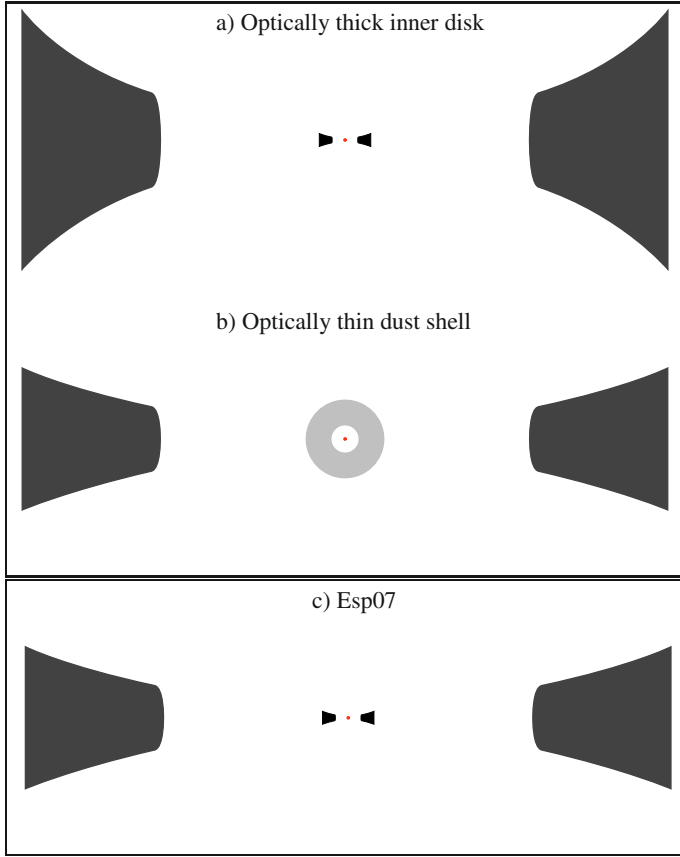 a) Optically thick inner disk
b) Optically thin dust shell
c) Esp07